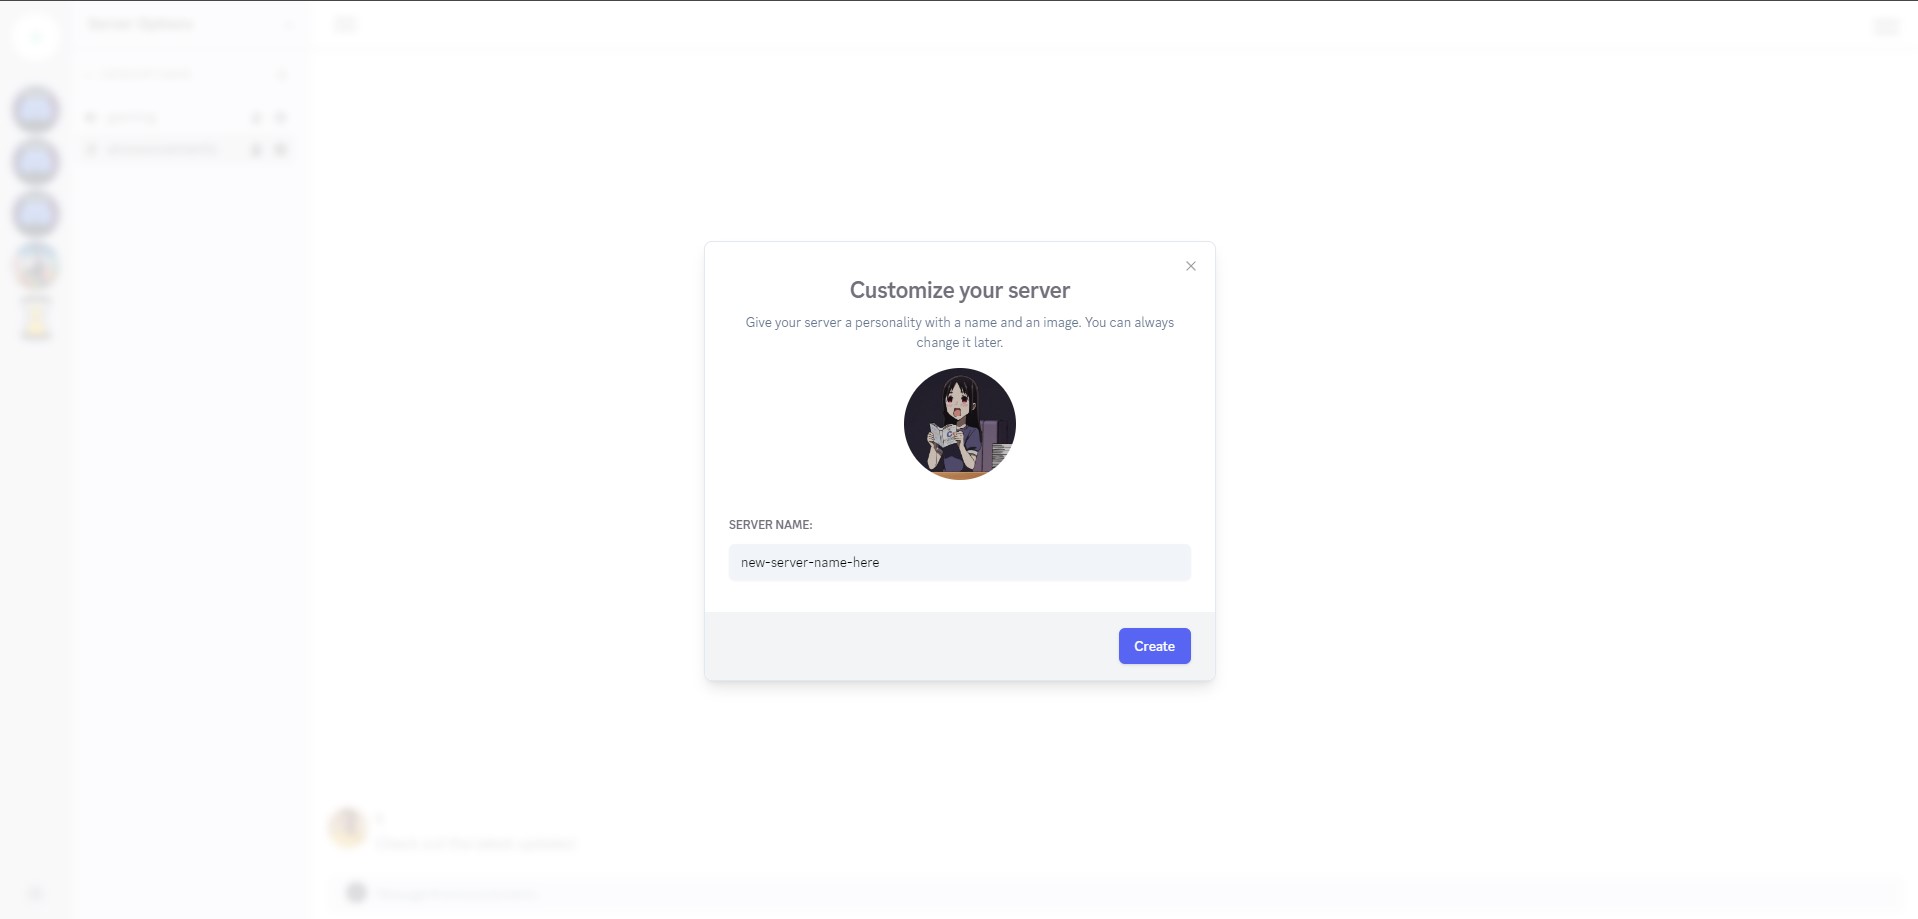 Customize your server
Give your server a personality with a name and an image. You can always
change it later.
SERVER NAME:
new-server-name-here
Create